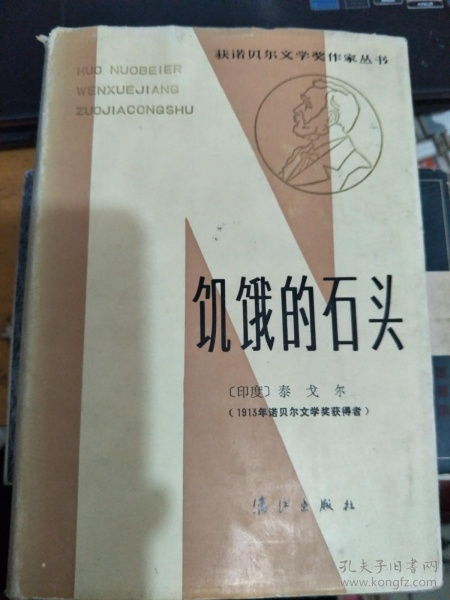 获诺贝尔文学奖作家丛书
HUO NUOBEIER
WENXUEJIANG
ZUOJIACONGSHU
饥饿的石头
〔印度〕泰戈尔
(1913年诺贝尔文学奖获得者)
漓江出版社
孔夫子旧书网
www.kongfz.com